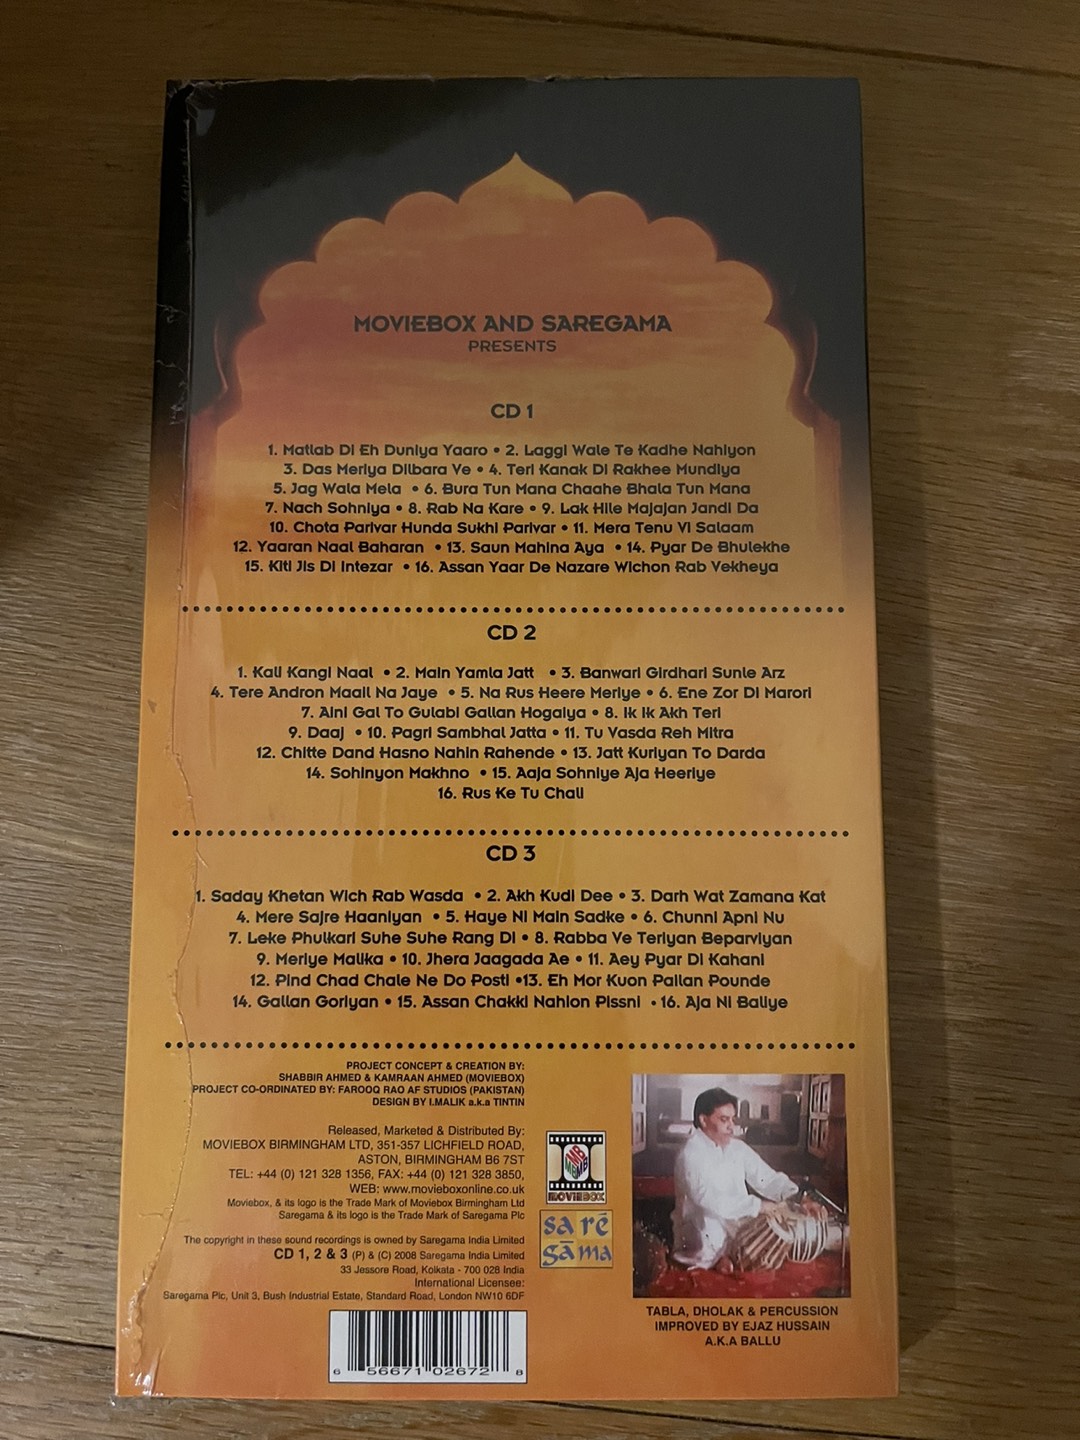 MOVIEBOX AND SAREGAMA
PRESENTS
CD 1
1. Matlab Di Eh Duniya Yaaro • 2. Laggi Wale Te Kadhe Nahiyon
3. Das Meriya Dilbara Ve • 4. Teri Kanak Di Rakhee Mundiya
5. Jag Wala Mela • 6. Bura Tun Mana Chaahe Bhala Tun Mana
7. Nach Sohniya • 8. Rab Na Kare • 9. Lak Hile Majajan Jandi Da
10. Chota Parivar Hunda Sukhi Parivar • 11. Mera Tenu Vi Salaam
12. Yaaran Naal Baharan • 13. Saun Mahina Aya • 14. Pyar De Bhulekhe
15. Kiti Jis Di Intezar • 16. Assan Yaar De Nazare Wichon Rab Vekheya
CD 2
1. Kali Kangi Naal • 2. Main Yamla Jatt • 3. Banwari Girdhari Sunle Arz
4. Tere Andron Maail Na Jaye • 5. Na Rus Heere Meriye • 6. Ene Zor Di Marori
7. Aini Gal To Gulabi Gallan Hogaiya • 8. Ik Ik Akh Teri
9. Daaj • 10. Pagri Sambhal Jatta • 11. Tu Vasda Reh Mitra
12. Chitte Dand Hasno Nahin Rahende • 13. Jatt Kuriyan To Darda
14. Sohinyon Makhno • 15. Aaja Sohniye Aja Heeriye
16. Rus Ke Tu Chali
CD 3
1. Saday Khetan Wich Rab Wasda • 2. Akh Kudi Dee • 3. Darh Wat Zamana Kat
4. Mere Sajre Haaniyan • 5. Haye Ni Main Sadke • 6. Chunni Apni Nu
7. Leke Phulkari Suhe Suhe Rang Di • 8. Rabba Ve Teriyan Beparviyan
9. Meriye Malika • 10. Jhera Jaagada Ae • 11. Aey Pyar Di Kahani
12. Pind Chad Chale Ne Do Posti •13. Eh Mor Kuon Pailan Pounde
14. Gallan Goriyan • 15. Assan Chakki Nahion Pissni • 16. Aja Ni Baliye
PROJECT CONCEPT & CREATION BY:
SHABBIR AHMED & KAMRAAN AHMED (MOVIEBOX)
PROJECT CO-ORDINATED BY: FAROOQ RAO AF STUDIOS (PAKISTAN)
DESIGN BY I.MALIK a.k.a TINTIN
Released, Marketed & Distributed By:
MOVIEBOX BIRMINGHAM LTD, 351-357 LICHFIELD ROAD,
ASTON, BIRMINGHAM B6 7ST
TEL: +44 (0) 121 328 1356, FAX: +44 (0) 121 328 3850,
WEB: www.movieboxonline.co.uk
Moviebox, & its logo is the Trade Mark of Moviebox Birmingham Ltd
Saregama & its logo is the Trade Mark of Saregama Plc
The copyright in these sound recordings is owned by Saregama India Limited
CD 1, 2 & 3 (P) & (C) 2008 Saregama India Limited
33 Jessore Road, Kolkata - 700 028 India
International Licensee:
Saregama Plc, Unit 3, Bush Industrial Estate, Standard Road, London NW10 6DF
6 56671 02672 8
MOVIEBOX
sa rē
gā ma
TABLA, DHOLAK & PERCUSSION
IMPROVED BY EJAZ HUSSAIN
A.K.A BALLU